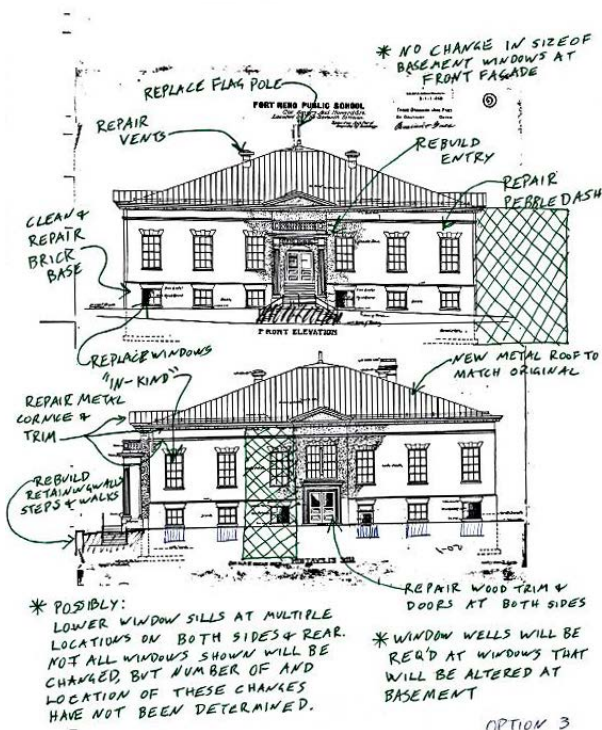 * NO CHANGE IN SIZE OF
BASEMENT WINDOWS AT
FRONT FAÇADE
REPLACE FLAG POLE
FORT RENO PUBLIC SCHOOL
REPAIR
VENTS
REBUILD
ENTRY
REPAIR
PEBBLE DASH
CLEAN &
REPAIR
BRICK
BASE
FRONT ELEVATION
REPLACE WINDOWS
"IN-KIND"
NEW METAL ROOF TO
MATCH ORIGINAL
REPAIR METAL
CORNICE &
TRIM
REBUILD
RETAINING WALL
STEPS & WALKS
REPAIR WOOD TRIM &
DOORS AT BOTH SIDES
* POSSIBLY:
LOWER WINDOW SILLS AT MULTIPLE
LOCATIONS ON BOTH SIDES & REAR.
NOT ALL WINDOWS SHOWN WILL BE
CHANGED, BUT NUMBER OF AND
LOCATION OF THESE CHANGES
HAVE NOT BEEN DETERMINED.
* WINDOW WELLS WILL BE
REQ'D AT WINDOWS THAT
WILL BE ALTERED AT
BASEMENT
OPTION 3